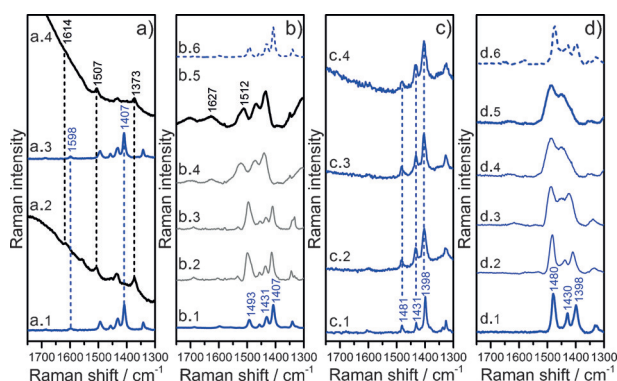 a)
a.4
1614
1507
1373
1598
1407
a.3
a.2
a.1
Raman intensity
1700 1600 1500 1400 1300
Raman shift / cm-1
b)
b.6
b.5
1627
1512
b.4
b.3
b.2
1493
1431
1407
b.1
Raman intensity
1700 1600 1500 1400 1300
Raman shift / cm-1
c)
c.4
c.3
c.2
c.1
1481
1431
1398
Raman intensity
1700 1600 1500 1400 1300
Raman shift / cm-1
d)
d.6
d.5
d.4
d.3
d.2
1480
1430
1398
d.1
Raman intensity
1700 1600 1500 1400 1300
Raman shift / cm-1